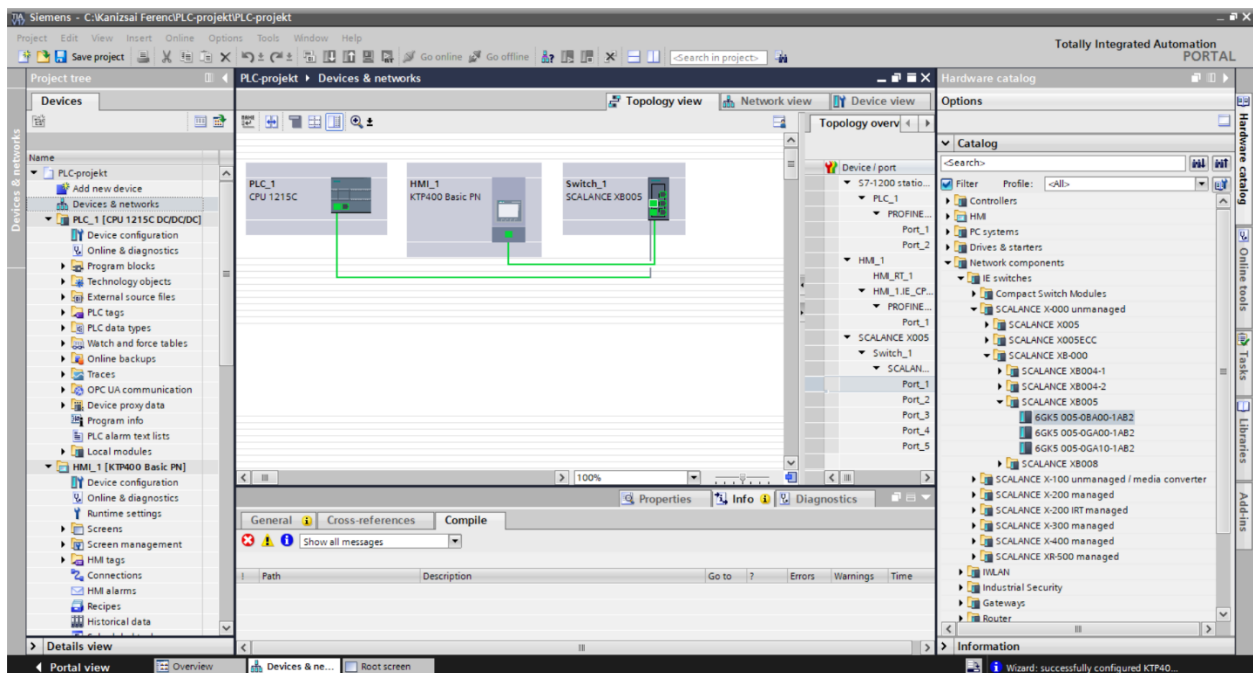 Siemens - C:\Kanizsai Ferenc\PLC-projekt\PLC-projekt
Project Edit View Insert Online Options Tools Window Help
Totally Integrated Automation
PORTAL
Save project
Go online
Go offline
<Search in project>
Project tree
Devices
Devices & networks
Name
PLC-projekt
Add new device
Devices & networks
PLC_1 [CPU 1215C DC/DC/DC]
Device configuration
Online & diagnostics
Program blocks
Technology objects
External source files
PLC tags
PLC data types
Watch and force tables
Online backups
Traces
OPC UA communication
Device proxy data
Program info
PLC alarm text lists
Local modules
HMI_1 [KTP400 Basic PN]
Device configuration
Online & diagnostics
Runtime settings
Screens
Screen management
HMI tags
Connections
HMI alarms
Recipes
Historical data
Details view
PLC-projekt
Devices & networks
Topology view
Network view
Device view
PLC_1
CPU 1215C
HMI_1
KTP400 Basic PN
Switch_1
SCALANCE XB005
100%
Topology overv
Device / port
S7-1200 statio...
PLC_1
PROFINE...
Port_1
Port_2
HMI_1
HMI_RT_1
HMI_1.IE_CP...
PROFINE...
Port_1
SCALANCE X005
Switch_1
SCALAN...
Port_1
Port_2
Port_3
Port_4
Port_5
Properties
Info
Diagnostics
General
Cross-references
Compile
Show all messages
! Path Description Go to ? Errors Warnings Time
Hardware catalog
Options
Catalog
<Search>
Filter Profile: <All>
Controllers
HMI
PC systems
Drives & starters
Network components
IE switches
Compact Switch Modules
SCALANCE X-000 unmanaged
SCALANCE X005
SCALANCE X005ECC
SCALANCE XB-000
SCALANCE XB004-1
SCALANCE XB004-2
SCALANCE XB005
6GK5 005-0BA00-1AB2
6GK5 005-0GA00-1AB2
6GK5 005-0GA10-1AB2
SCALANCE XB008
SCALANCE X-100 unmanaged / media converter
SCALANCE X-200 managed
SCALANCE X-200 IRT managed
SCALANCE X-300 managed
SCALANCE X-400 managed
SCALANCE XR-500 managed
IWLAN
Industrial Security
Gateways
Router
Information
Hardware catalog
Online tools
Tasks
Libraries
Add-ins
Portal view
Overview
Devices & ne...
Root screen
Wizard: successfully configured KTP40...